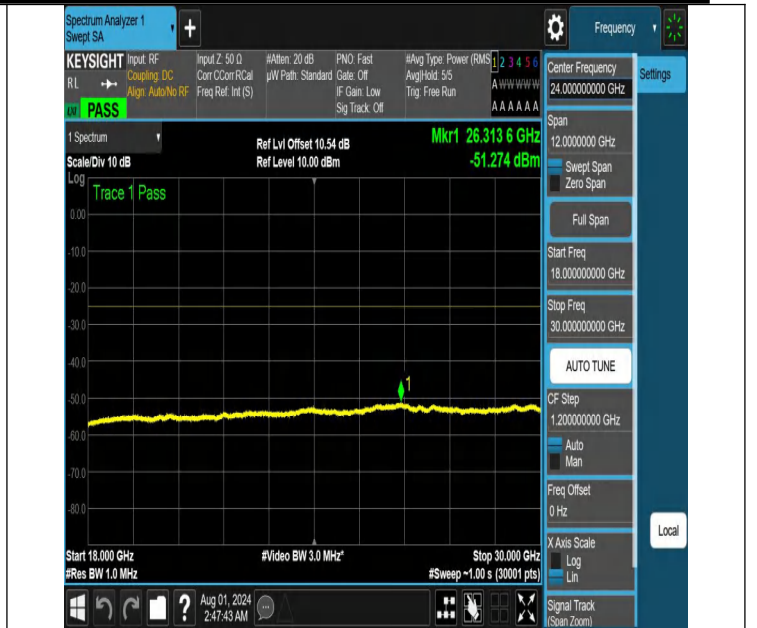 Spectrum Analyzer 1
Swept SA
+
Frequency
KEYSIGHT
RL
PASS
Input: RF
Coupling: DC
Align: Auto/No RF
Input Z: 50 Ω
Corr CCorr RCal
Freq Ref: Int (S)
#Atten: 20 dB
µW Path: Standard
PNO: Fast
Gate: Off
IF Gain: Low
Sig Track: Off
#Avg Type: Power (RMS
Avg|Hold: 5/5
Trig: Free Run
1 2 3 4 5 6
A W W W W W
A A A A A A
1 Spectrum
Scale/Div 10 dB
Ref Lvl Offset 10.54 dB
Ref Level 10.00 dBm
Mkr1 26.313 6 GHz
-51.274 dBm
Log
Trace 1 Pass
0.00
-10.0
-20.0
-30.0
-40.0
-50.0
-60.0
-70.0
-80.0
1
Start 18.000 GHz
#Res BW 1.0 MHz
#Video BW 3.0 MHz*
Stop 30.000 GHz
#Sweep ~1.00 s (30001 pts)
Center Frequency
24.000000000 GHz
Settings
Span
12.0000000 GHz
Swept Span
Zero Span
Full Span
Start Freq
18.000000000 GHz
Stop Freq
30.000000000 GHz
AUTO TUNE
CF Step
1.200000000 GHz
Auto
Man
Freq Offset
0 Hz
X Axis Scale
Log
Lin
Local
Signal Track
(Span Zoom)
?
Aug 01, 2024
2:47:43 AM